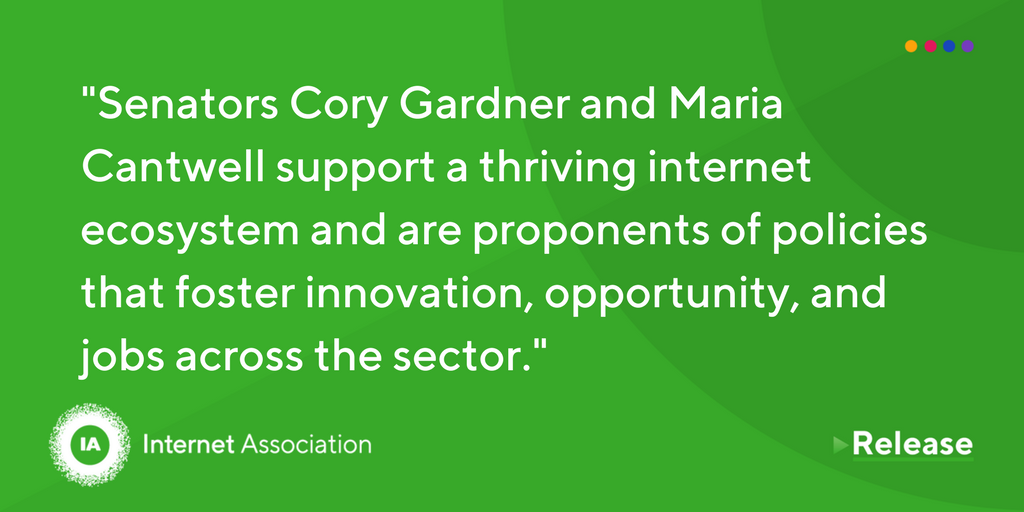 "Senators Cory Gardner and Maria
Cantwell support a thriving internet
ecosystem and are proponents of policies
that foster innovation, opportunity, and
jobs across the sector."
IA Internet Association
Release